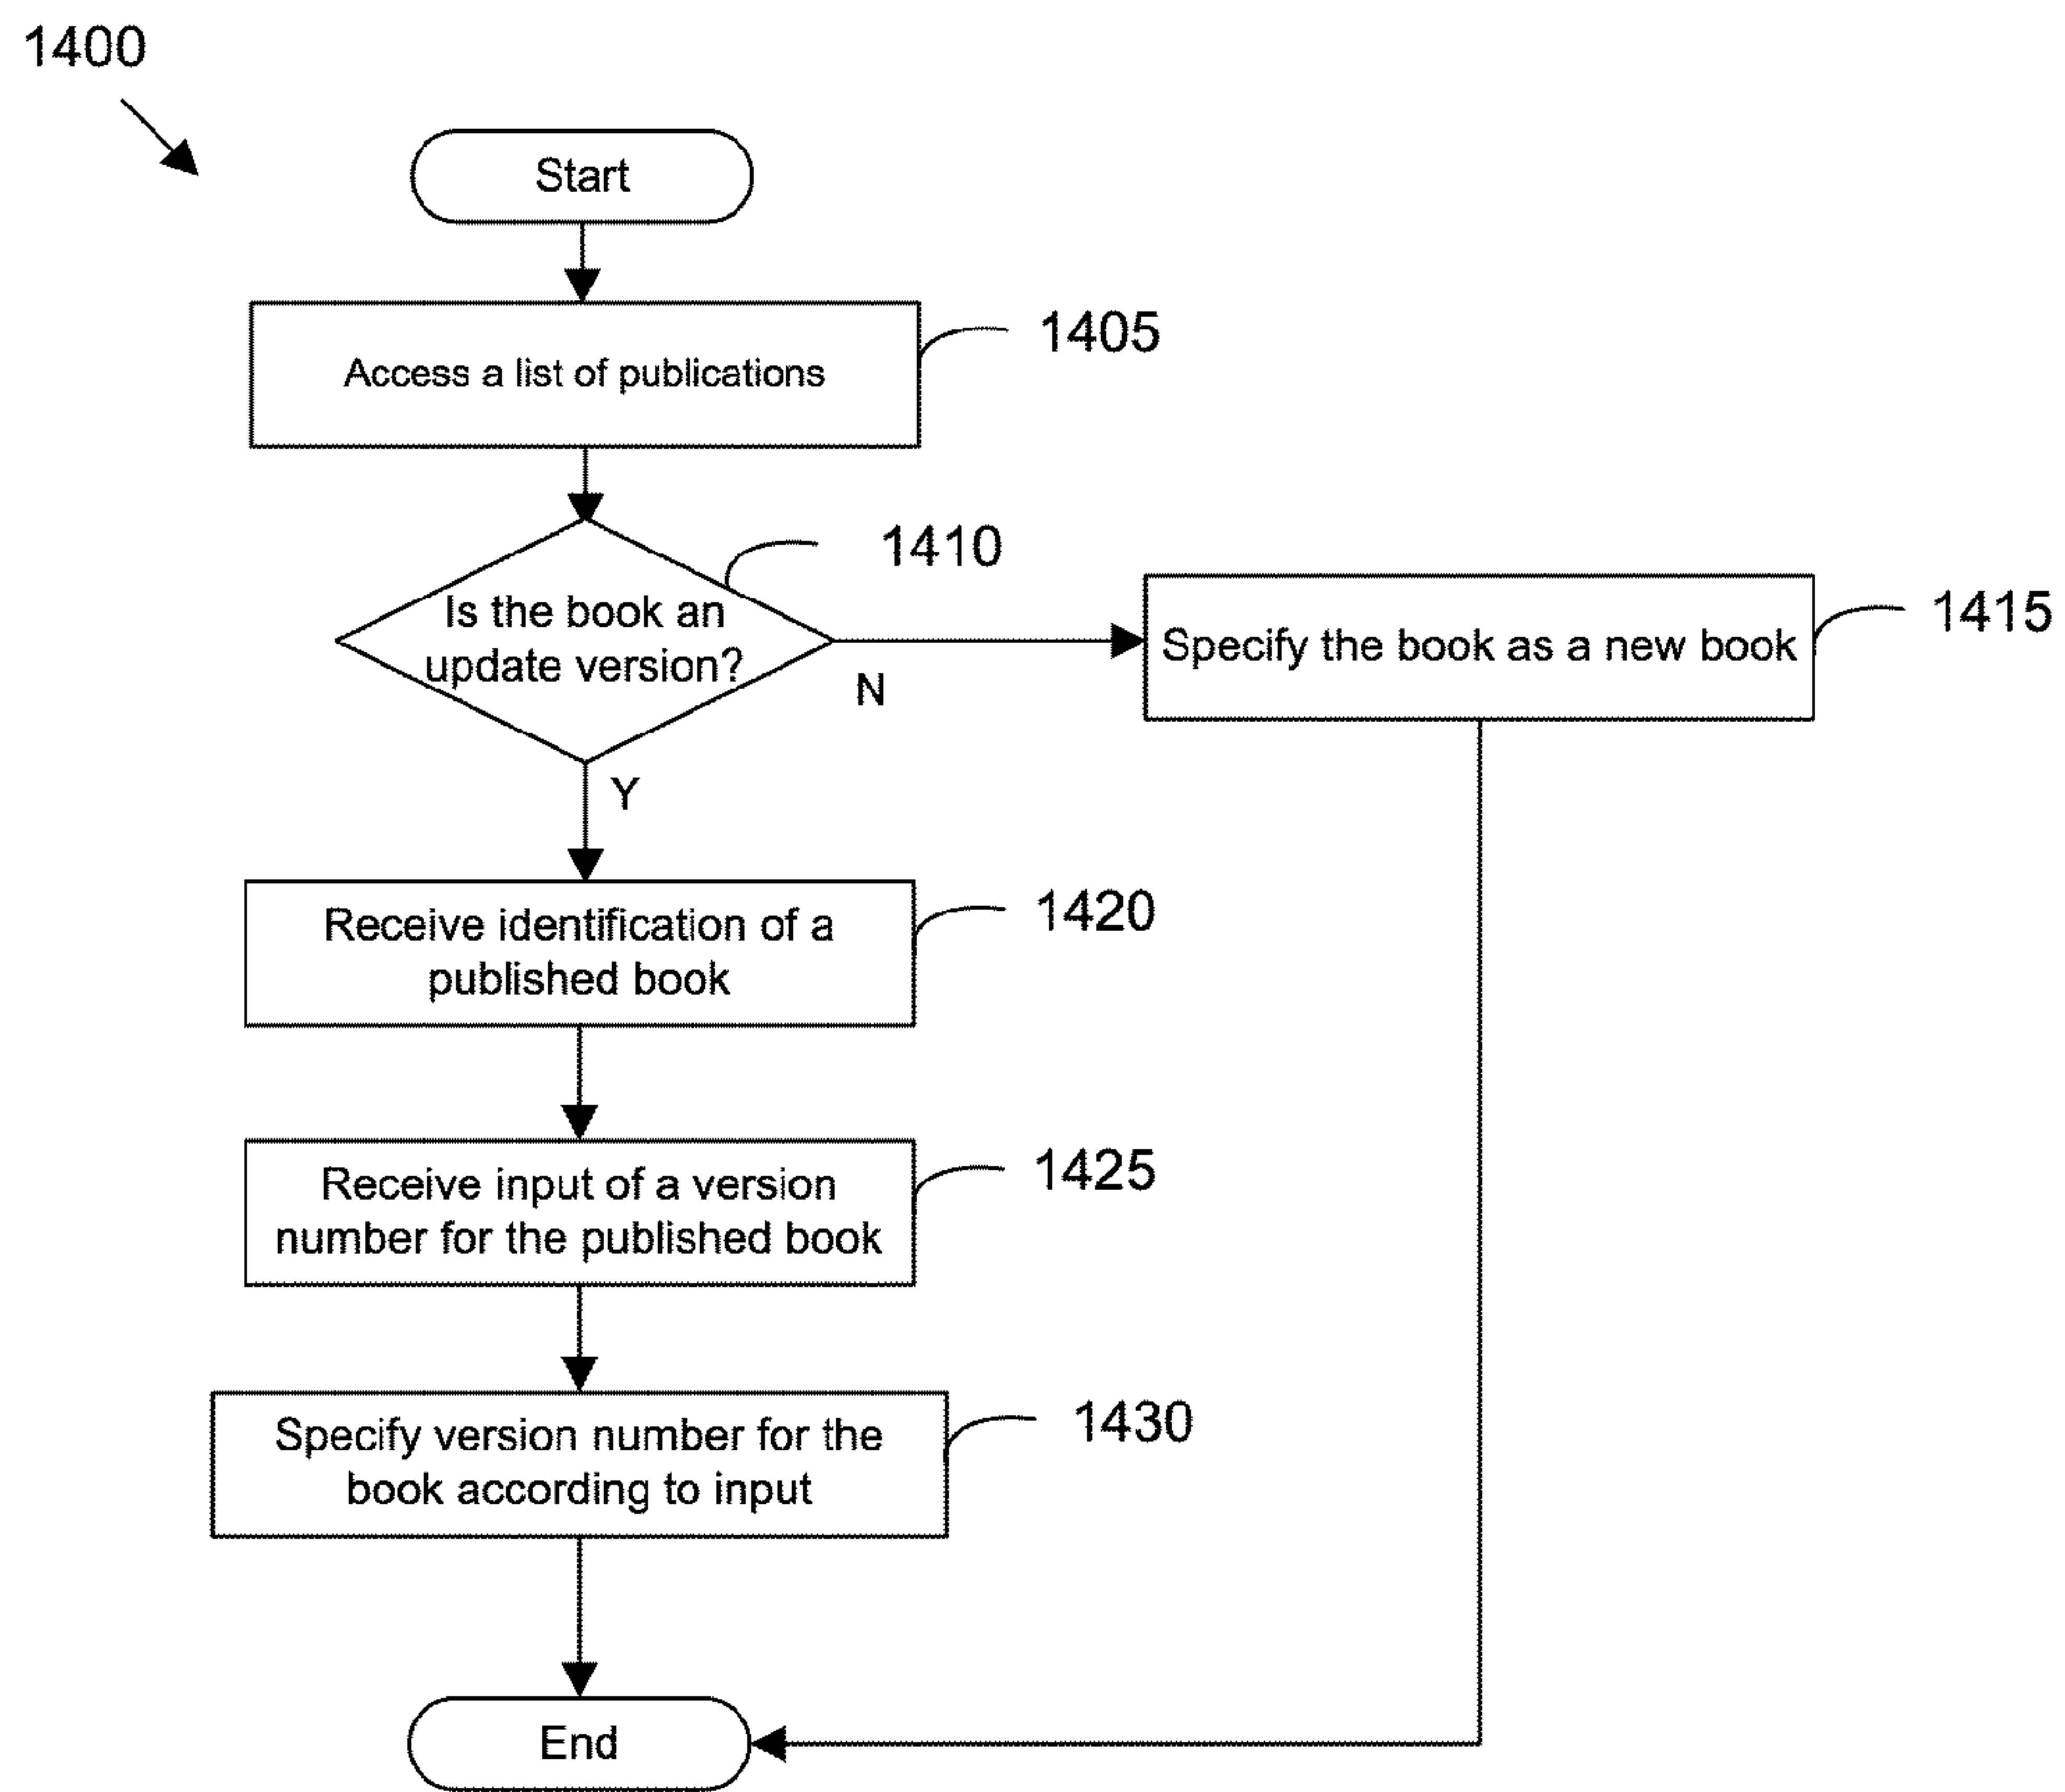 1400
Start
Access a list of publications
1405
Is the book an
update version?
1410
N
Specify the book as a new book
1415
Y
Receive identification of a
published book
1420
Receive input of a version
number for the published book
1425
Specify version number for the
book according to input
1430
End